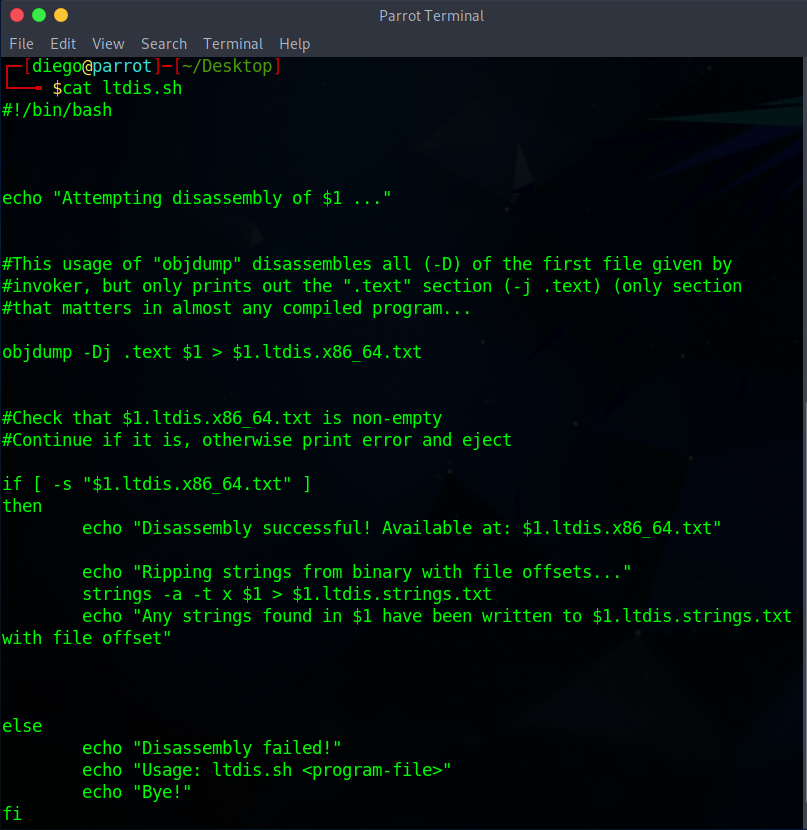 Parrot Terminal
File Edit View Search Terminal Help
┌─[diego@parrot]─[~/Desktop]
└──╼ $cat ltdis.sh
#!/bin/bash
echo "Attempting disassembly of $1 ..."
#This usage of "objdump" disassembles all (-D) of the first file given by
#invoker, but only prints out the ".text" section (-j .text) (only section
#that matters in almost any compiled program...
objdump -Dj .text $1 > $1.ltdis.x86_64.txt
#Check that $1.ltdis.x86_64.txt is non-empty
#Continue if it is, otherwise print error and eject
if [ -s "$1.ltdis.x86_64.txt" ]
then
        echo "Disassembly successful! Available at: $1.ltdis.x86_64.txt"
        echo "Ripping strings from binary with file offsets..."
        strings -a -t x $1 > $1.ltdis.strings.txt
        echo "Any strings found in $1 have been written to $1.ltdis.strings.txt
with file offset"
else
        echo "Disassembly failed!"
        echo "Usage: ltdis.sh <program-file>"
        echo "Bye!"
fi